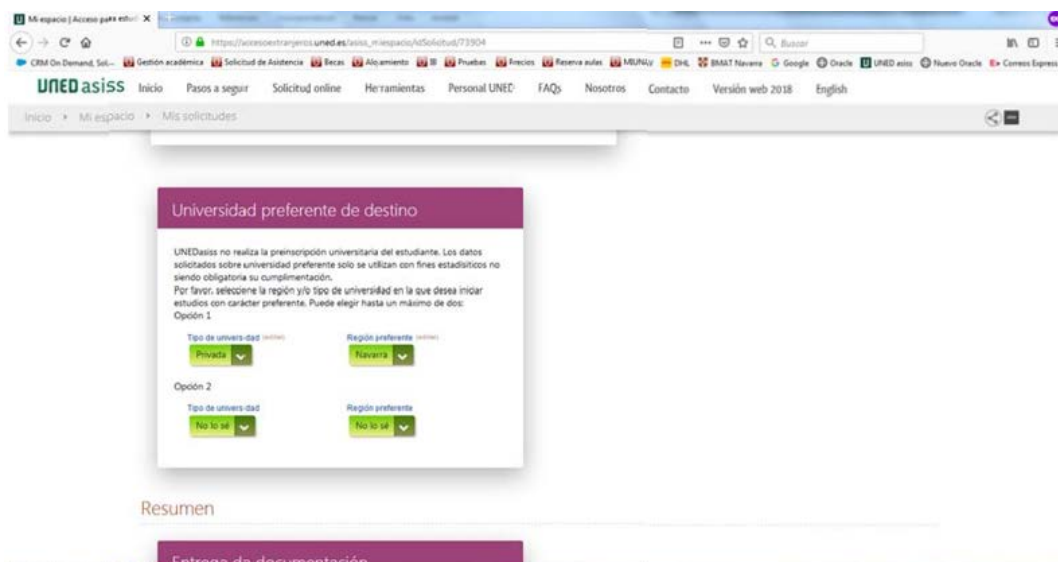 Mi espacio | Acceso para estud X
https://accesoextranjeros.uned.es/asiss_miespacio/idSolicitud/73904
Buscar
CRM On Demand, Sol... Gestión académica Solicitud de Asistencia Becas Alojamiento Pruebas Precios Reserva aulas MIUNAV DHL BMAT Navarra Google Oracle UNED asiss Nuevo Oracle Correos Express
UNEDasiss Inicio Pasos a seguir Solicitud online Herramientas Personal UNED FAQs Nosotros Contacto Versión web 2018 English
Inicio Mi espacio Mis solicitudes
Universidad preferente de destino
UNEDasiss no realiza la preinscripción universitaria del estudiante. Los datos
solicitados sobre universidad preferente solo se utilizan con fines estadísiticos no
siendo obligatoria su cumplimentación.
Por favor, seleccione la región y/o tipo de universidad en la que desea iniciar
estudios con carácter preferente. Puede elegir hasta un máximo de dos:
Opción 1
Tipo de universidad Región preferente
Privada Navarra
Opción 2
Tipo de universidad Región preferente
No lo sé No lo sé
Resumen
Entrega de documentación